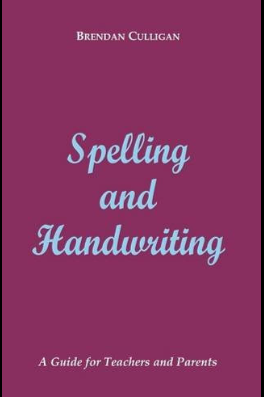 BRENDAN CULLIGAN
Spelling
and
Handwriting
A Guide for Teachers and Parents